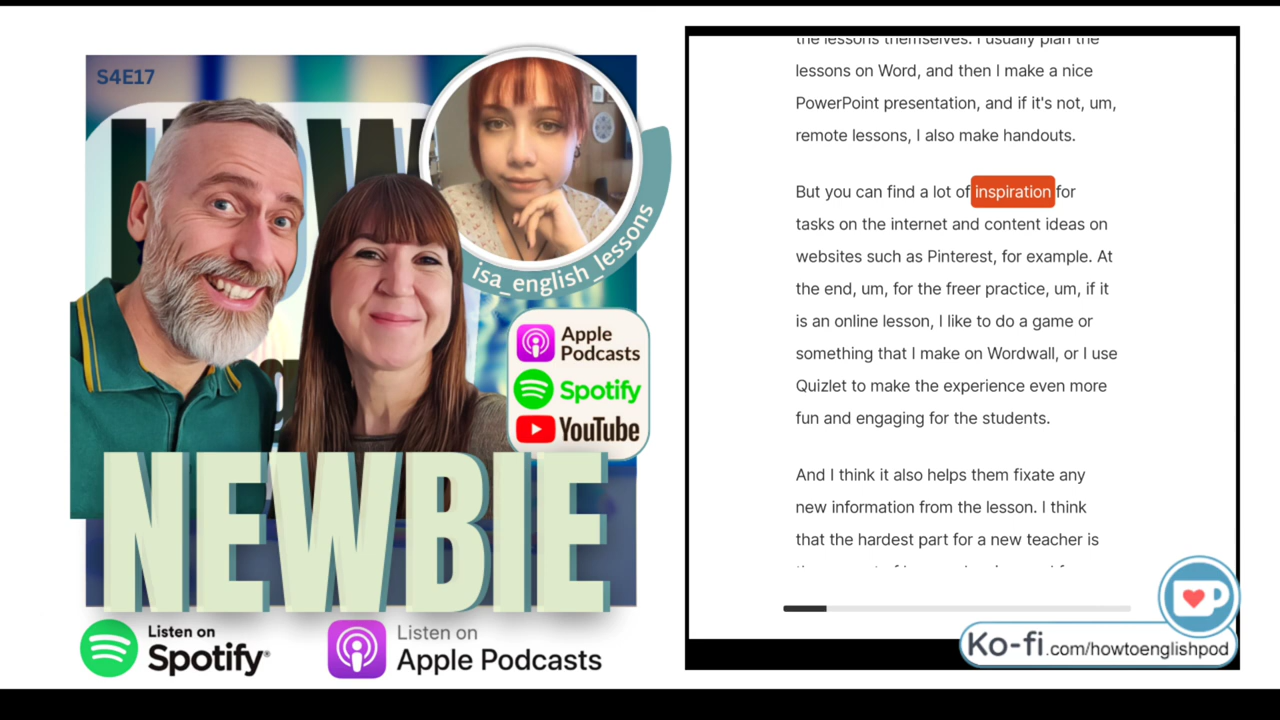 S4E17
isa_english_lessons
Apple
Podcasts
Spotify
YouTube
NEWBIE
Listen on
Spotify
Listen on
Apple Podcasts
the lessons themselves. I usually plan the
lessons on Word, and then I make a nice
PowerPoint presentation, and if it's not, um,
remote lessons, I also make handouts.
But you can find a lot of inspiration for
tasks on the internet and content ideas on
websites such as Pinterest, for example. At
the end, um, for the freer practice, um, if it
is an online lesson, I like to do a game or
something that I make on Wordwall, or I use
Quizlet to make the experience even more
fun and engaging for the students.
And I think it also helps them fixate any
new information from the lesson. I think
that the hardest part for a new teacher is
Ko-fi.com/howtoenglishpod